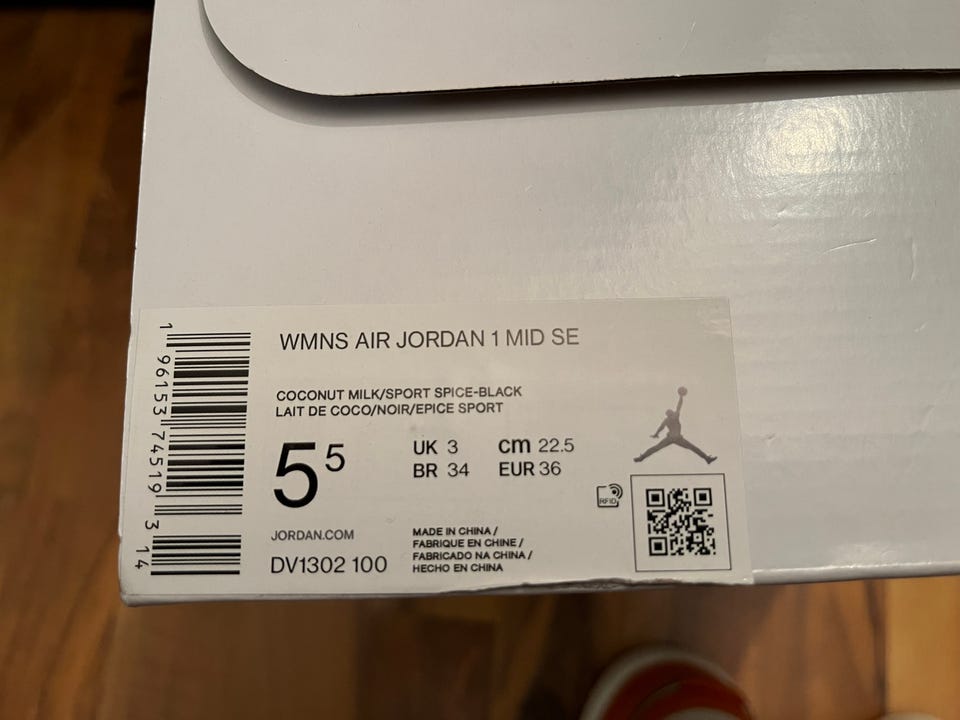 WMNS AIR JORDAN 1 MID SE
COCONUT MILK/SPORT SPICE-BLACK
LAIT DE COCO/NOIR/EPICE SPORT
5 5
UK 3 cm 22.5
BR 34 EUR 36
RFID
JORDAN.COM
DV1302 100
MADE IN CHINA /
FABRIQUE EN CHINE /
FABRICADO NA CHINA /
HECHO EN CHINA
1 96153 74519 3 14